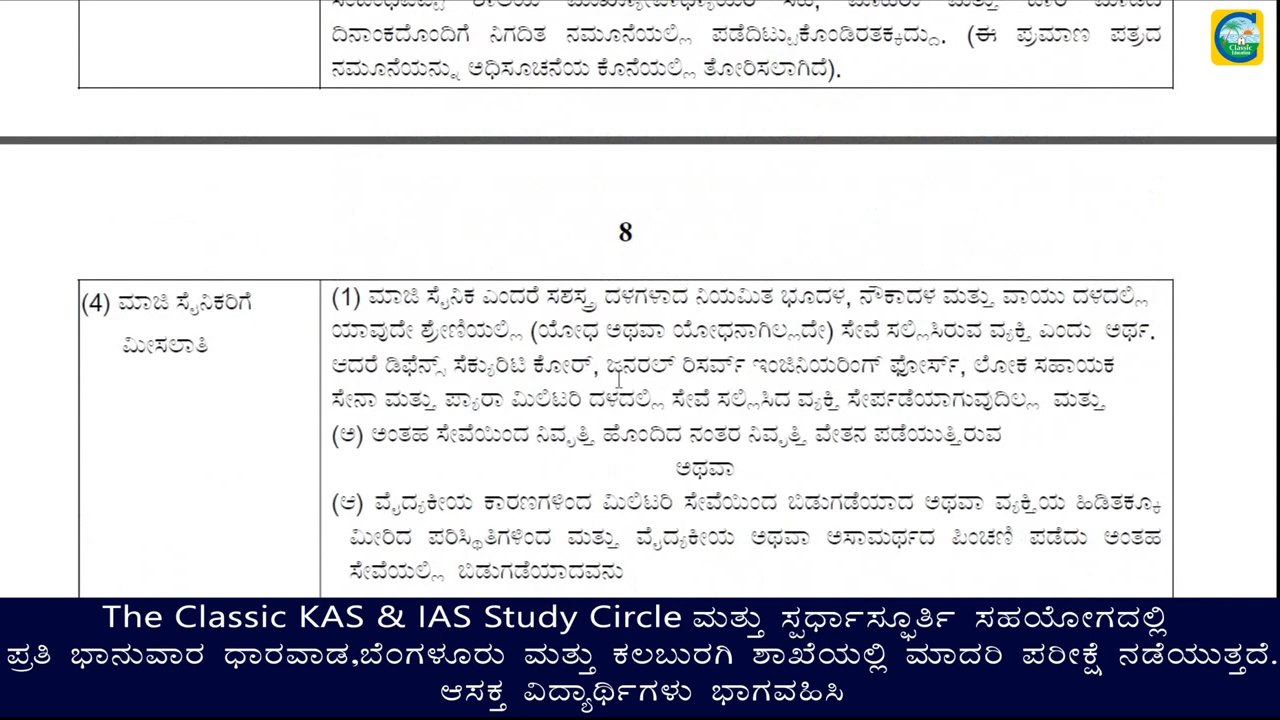 ದಿನಾಂಕದೊಂದಿಗೆ ನಿಗದಿತ ನಮೂನೆಯಲ್ಲಿ ಪಡೆದಿಟ್ಟುಕೊಂಡಿರತಕ್ಕದ್ದು. (ಈ ಪ್ರಮಾಣ ಪತ್ರದ
ನಮೂನೆಯನ್ನು ಅಧಿಸೂಚನೆಯ ಕೊನೆಯಲ್ಲಿ ತೋರಿಸಲಾಗಿದೆ).
Classic
Education
8
(4) ಮಾಜಿ ಸೈನಿಕರಿಗೆ
ಮೀಸಲಾತಿ
(1) ಮಾಜಿ ಸೈನಿಕ ಎಂದರೆ ಸಶಸ್ತ್ರ ದಳಗಳಾದ ನಿಯಮಿತ ಭೂದಳ, ನೌಕಾದಳ ಮತ್ತು ವಾಯು ದಳದಲ್ಲಿ
ಯಾವುದೇ ಶ್ರೇಣಿಯಲ್ಲಿ (ಯೋಧ ಅಥವಾ ಯೋಧನಾಗಿಲ್ಲದೇ) ಸೇವೆ ಸಲ್ಲಿಸಿರುವ ವ್ಯಕ್ತಿ ಎಂದು ಅರ್ಥ.
ಆದರೆ ಡಿಫೆನ್ಸ್ ಸೆಕ್ಯುರಿಟಿ ಕೋರ್, ಜನರಲ್ ರಿಸರ್ವ್ ಇಂಜಿನಿಯರಿಂಗ್ ಫೋರ್ಸ್, ಲೋಕ ಸಹಾಯಕ
ಸೇನಾ ಮತ್ತು ಪ್ಯಾರಾ ಮಿಲಿಟರಿ ದಳದಲ್ಲಿ ಸೇವೆ ಸಲ್ಲಿಸಿದ ವ್ಯಕ್ತಿ ಸೇರ್ಪಡೆಯಾಗುವುದಿಲ್ಲ ಮತ್ತು
(ಅ) ಅಂತಹ ಸೇವೆಯಿಂದ ನಿವೃತ್ತಿ ಹೊಂದಿದ ನಂತರ ನಿವೃತ್ತಿ ವೇತನ ಪಡೆಯುತ್ತಿರುವ
ಅಥವಾ
(ಆ) ವೈದ್ಯಕೀಯ ಕಾರಣಗಳಿಂದ ಮಿಲಿಟರಿ ಸೇವೆಯಿಂದ ಬಿಡುಗಡೆಯಾದ ಅಥವಾ ವ್ಯಕ್ತಿಯ ಹಿಡಿತಕ್ಕೂ
ಮೀರಿದ ಪರಿಸ್ಥಿತಿಗಳಿಂದ ಮತ್ತು ವೈದ್ಯಕೀಯ ಅಥವಾ ಅಸಾಮರ್ಥದ ಪಿಂಚಣಿ ಪಡೆದು ಅಂತಹ
ಸೇವೆಯಲ್ಲಿ ಬಿಡುಗಡೆಯಾದವನು
The Classic KAS & IAS Study Circle ಮತ್ತು ಸ್ಪರ್ಧಾಸ್ಫೂರ್ತಿ ಸಹಯೋಗದಲ್ಲಿ
ಪ್ರತಿ ಭಾನುವಾರ ಧಾರವಾಡ,ಬೆಂಗಳೂರು ಮತ್ತು ಕಲಬುರಗಿ ಶಾಖೆಯಲ್ಲಿ ಮಾದರಿ ಪರೀಕ್ಷೆ ನಡೆಯುತ್ತದೆ.
ಆಸಕ್ತ ವಿದ್ಯಾರ್ಥಿಗಳು ಭಾಗವಹಿಸಿ